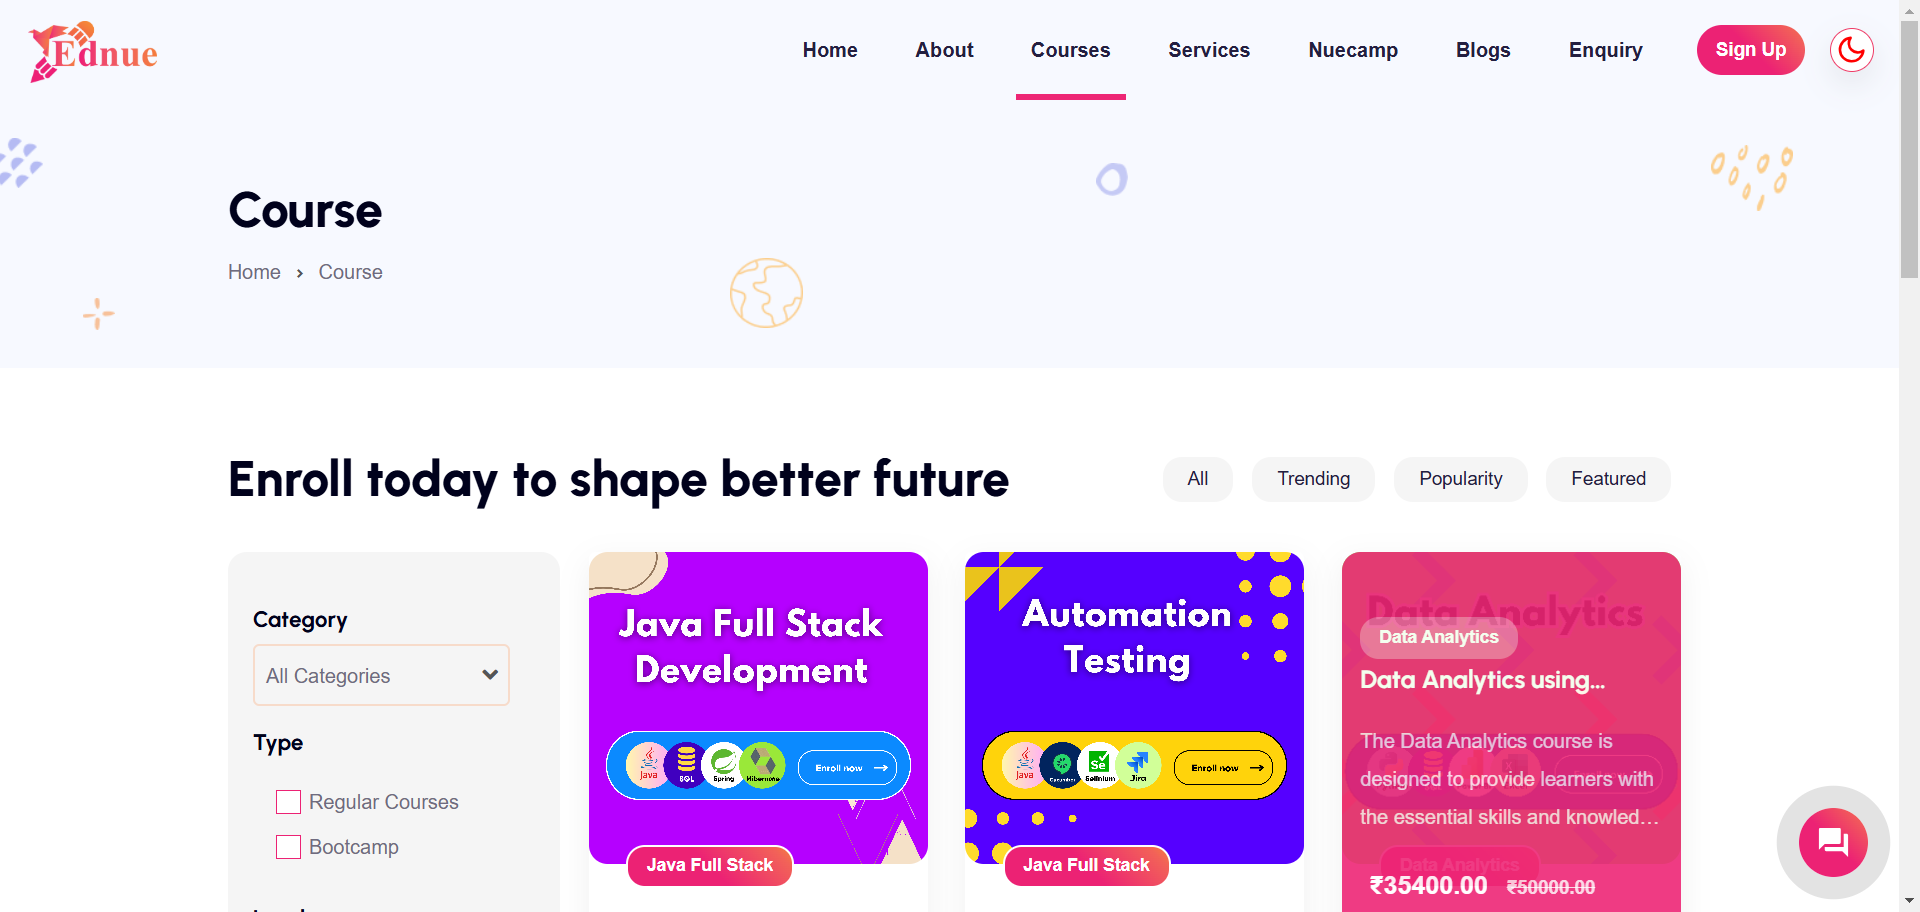 Ednue
Home About Courses Services Nuecamp Blogs Enquiry Sign Up
Course
Home › Course
Enroll today to shape better future
All Trending Popularity Featured
Category
All Categories
Type
Regular Courses
Bootcamp
Java Full Stack
Development
Java SQL Spring Hibernate Enroll now
Java Full Stack
Automation
Testing
Java Cucumber Se Selinium Jira Enroll now
Java Full Stack
Data Analytics
Data Analytics
Data Analytics using...
The Data Analytics course is
designed to provide learners with
the essential skills and knowled...
Data Analytics
₹35400.00 ₹50000.00